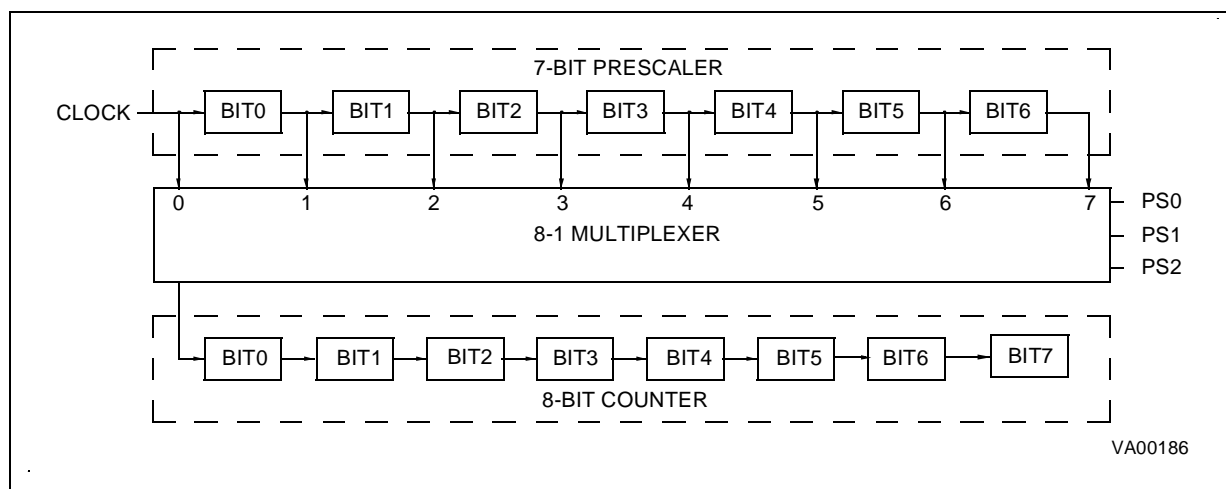 7-BIT PRESCALER
CLOCK BIT0 BIT1 BIT2 BIT3 BIT4 BIT5 BIT6
0 1 2 3 4 5 6 7 PS0
8-1 MULTIPLEXER PS1
PS2
BIT0 BIT1 BIT2 BIT3 BIT4 BIT5 BIT6 BIT7
8-BIT COUNTER
VA00186